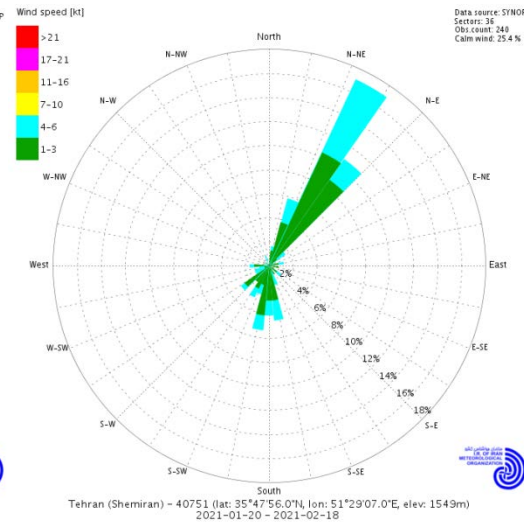 P
Wind speed [kt]
>21
17-21
11-16
7-10
4-6
1-3
Data source: SYNOP
Sectors: 36
Obs.count: 240
Calm wind: 25.4 %
North
N-NW
N-NE
N-W
N-E
W-NW
E-NE
West
East
2%
4%
6%
8%
10%
12%
14%
16%
18%
W-SW
E-SE
S-W
S-E
S-SW
S-SE
South
I.R. OF IRAN
METEOROLOGICAL
ORGANIZATION
Tehran (Shemiran) - 40751 (lat: 35°47'56.0"N, lon: 51°29'07.0"E, elev: 1549m)
2021-01-20 - 2021-02-18